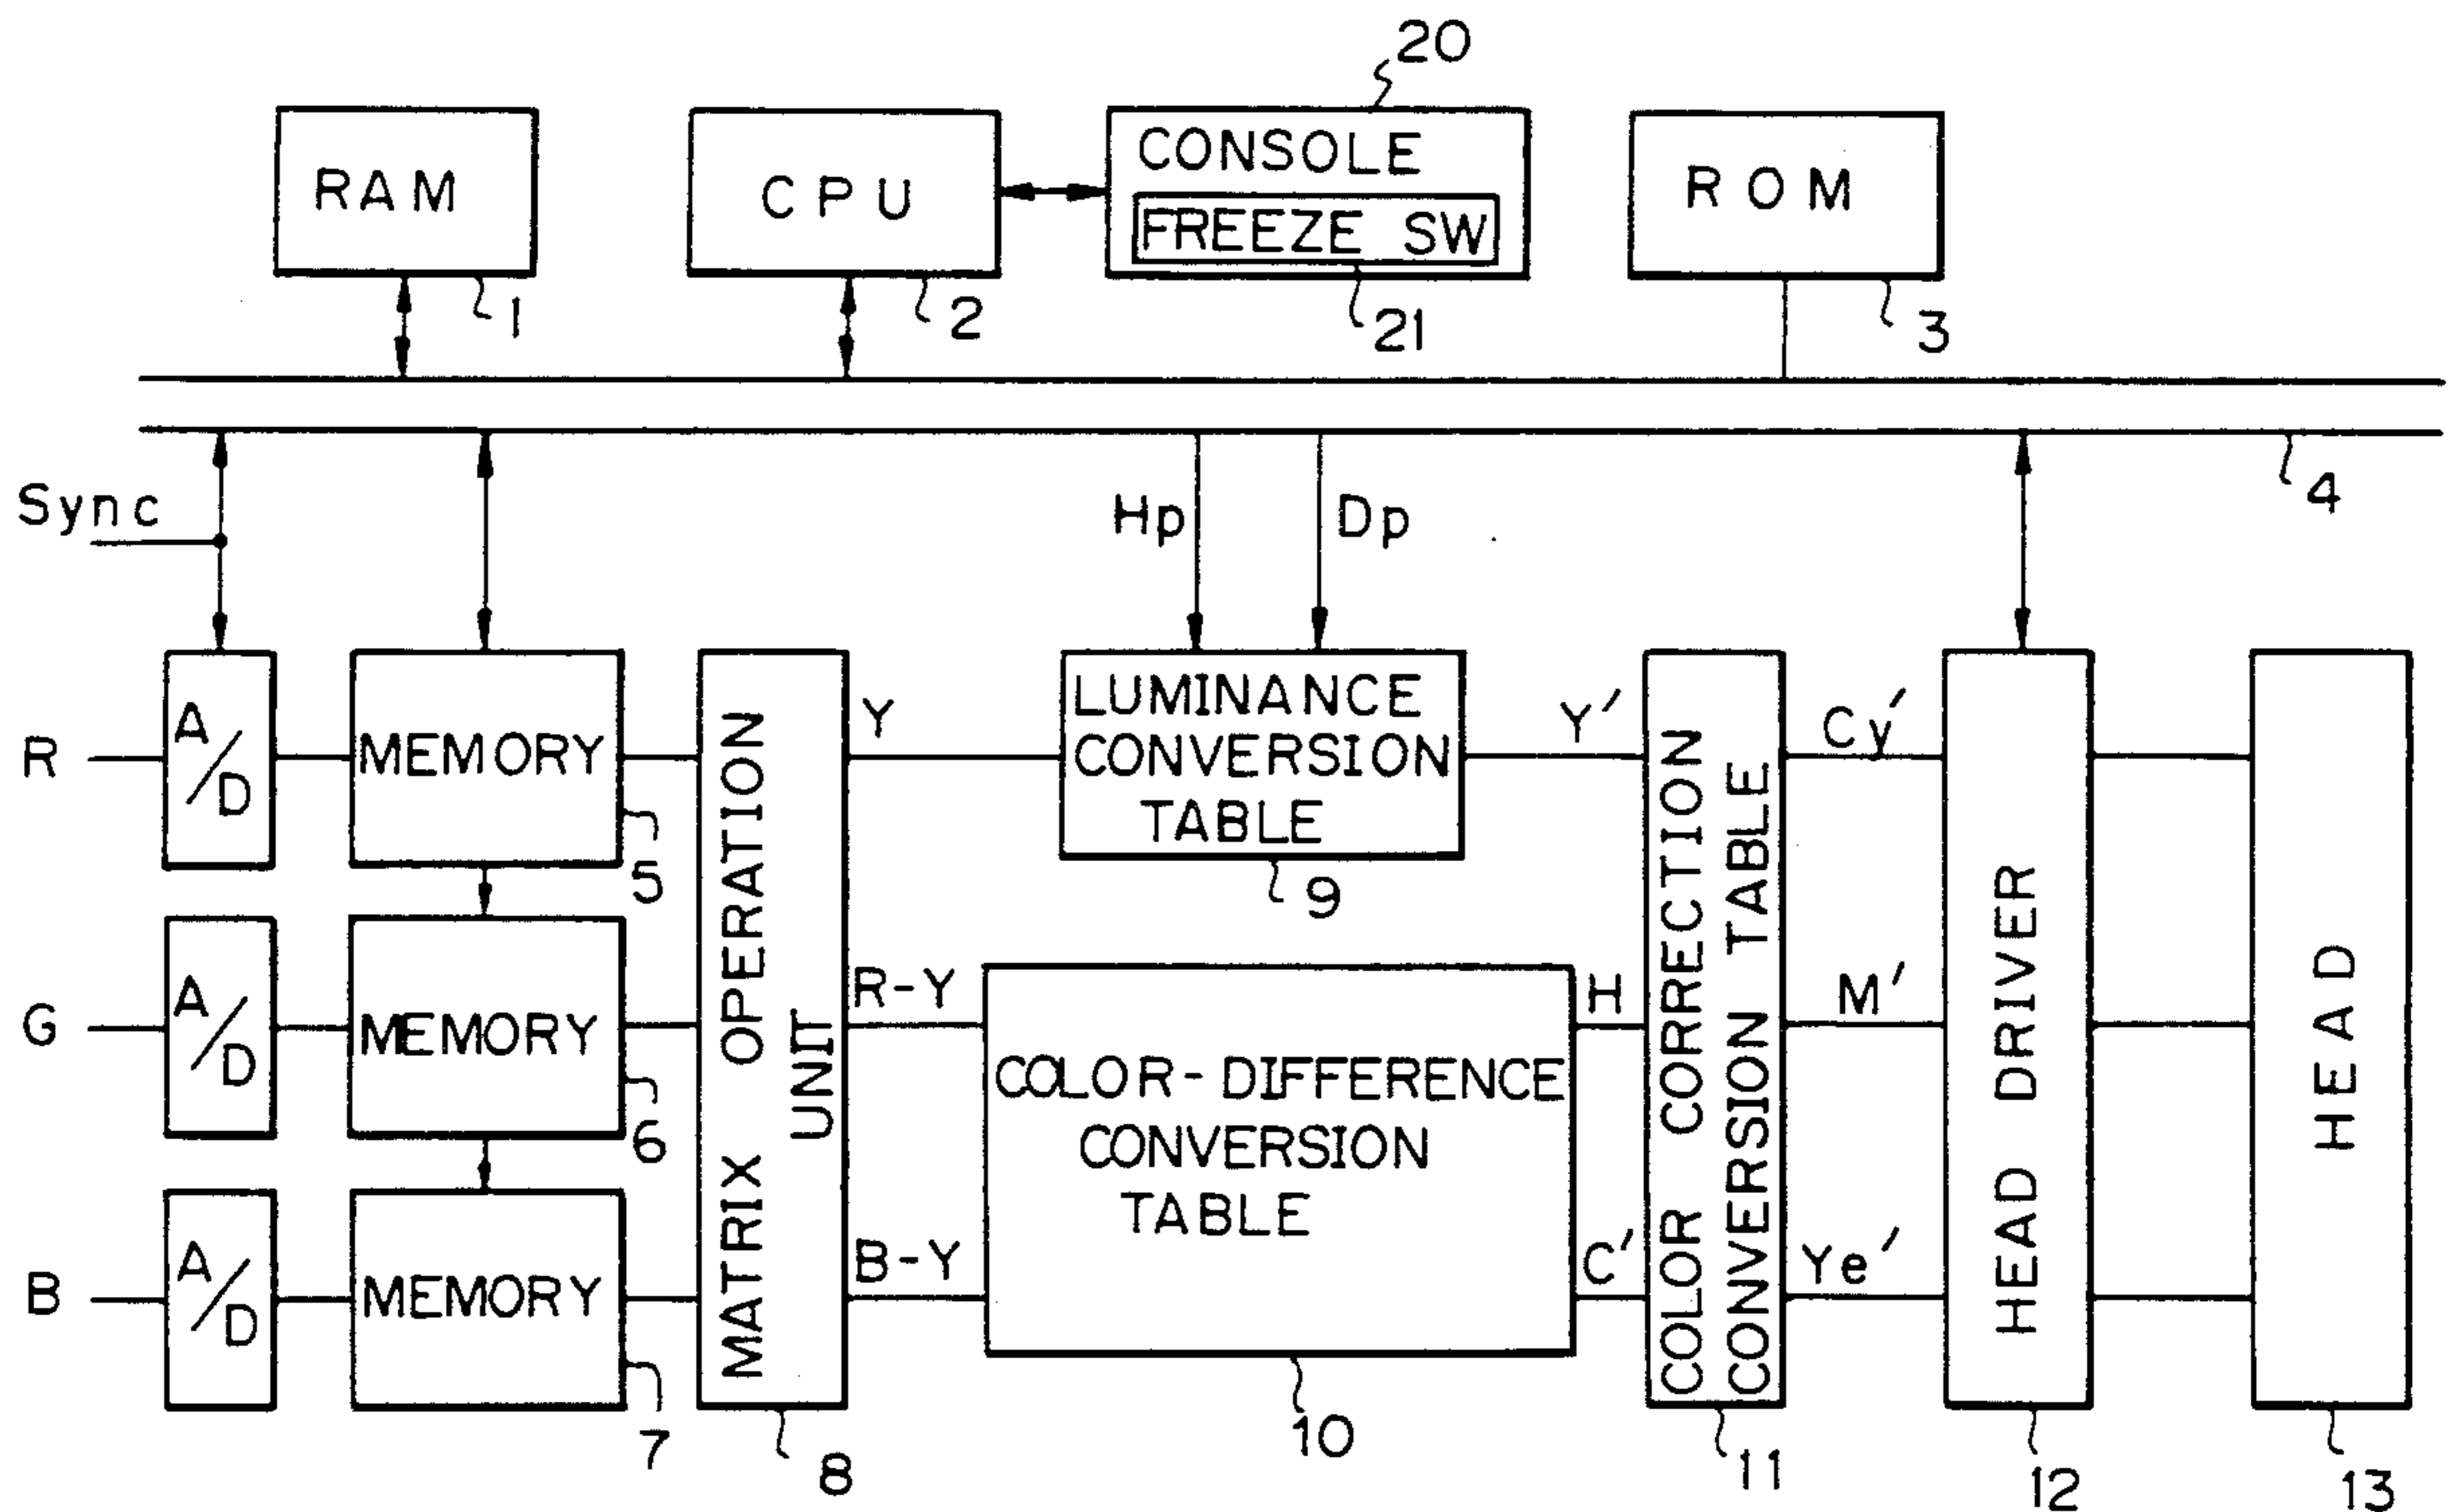 20
RAM
CPU
CONSOLE
FREEZE SW
ROM
1
2
21
3
4
Sync
Hp
Dp
R
A/D
MEMORY
5
Y
LUMINANCE
CONVERSION
TABLE
9
Y'
Cy'
G
A/D
MEMORY
6
MATRIX OPERATION
UNIT
8
R-Y
COLOR-DIFFERENCE
CONVERSION
TABLE
10
H
COLOR CORRECTION
CONVERSION TABLE
11
M'
HEAD DRIVER
12
HEAD
13
B
A/D
MEMORY
7
B-Y
C'
Ye'